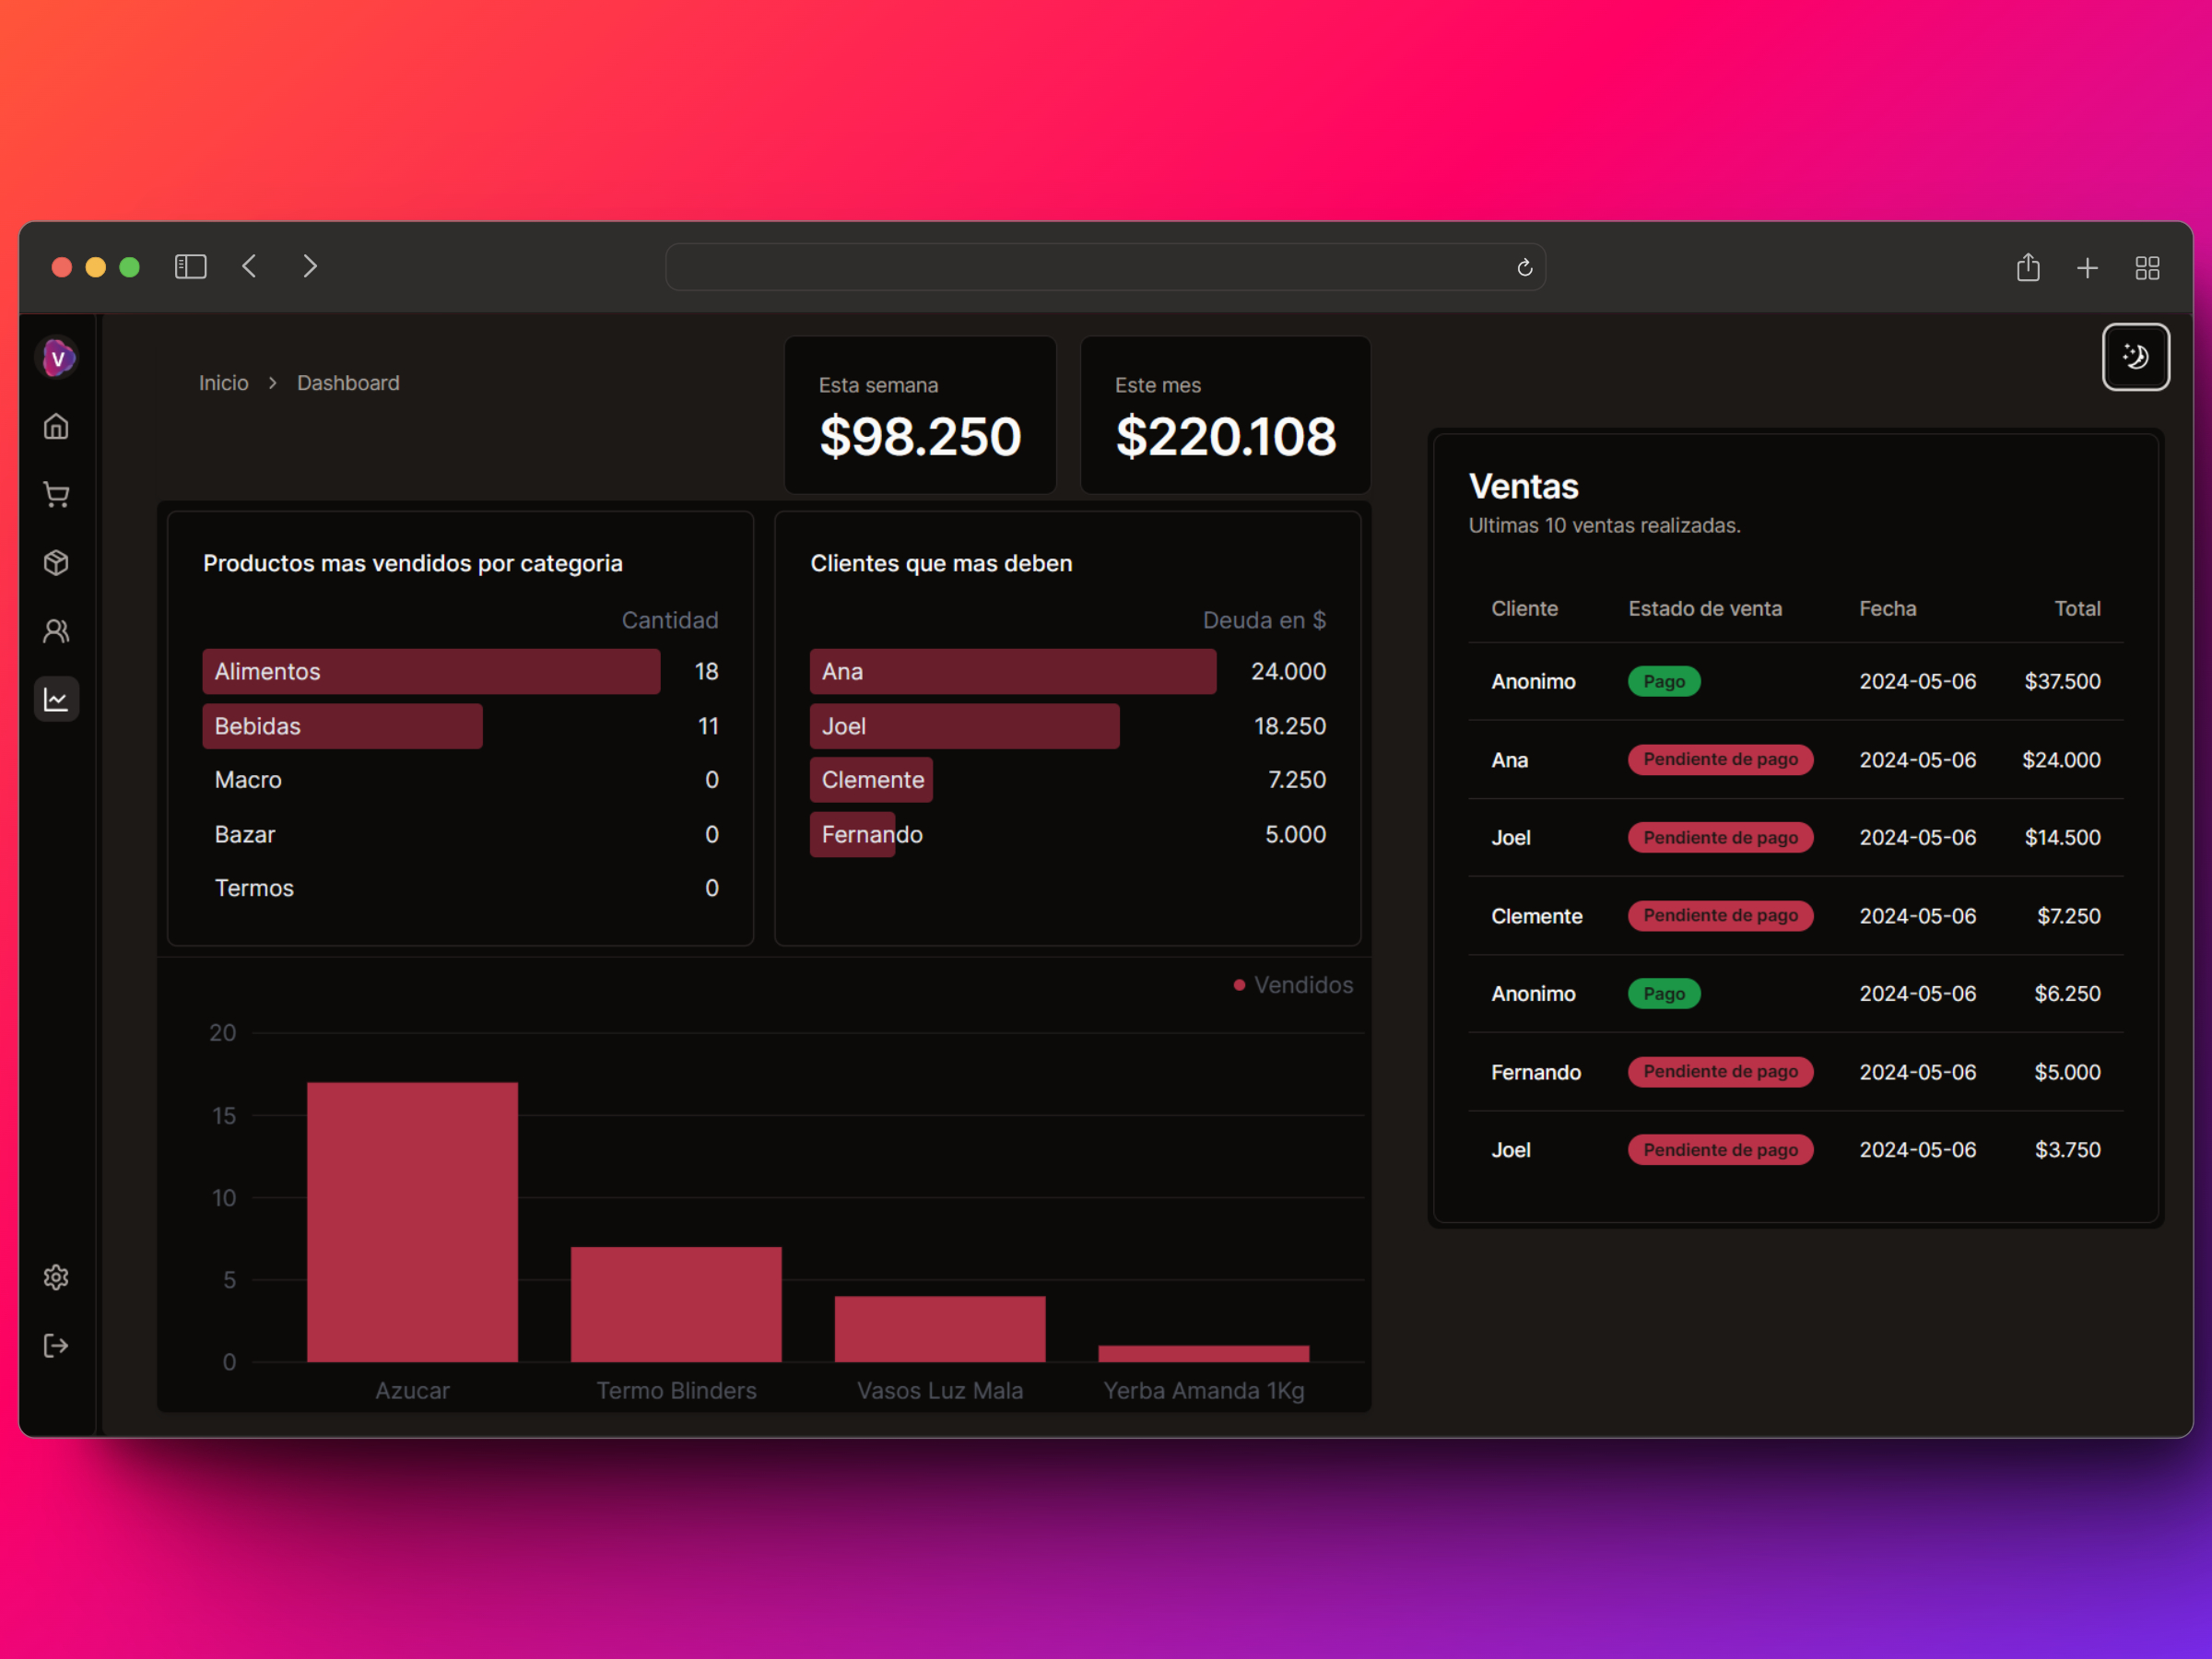 V
Inicio > Dashboard
Esta semana
$98.250
Este mes
$220.108
Productos mas vendidos por categoria
Cantidad
Alimentos 18
Bebidas 11
Macro 0
Bazar 0
Termos 0
Clientes que mas deben
Deuda en $
Ana 24.000
Joel 18.250
Clemente 7.250
Fernando 5.000
Vendidos
20
15
10
5
0
Azucar Termo Blinders Vasos Luz Mala Yerba Amanda 1Kg
Ventas
Ultimas 10 ventas realizadas.
Cliente Estado de venta Fecha Total
Anonimo Pago 2024-05-06 $37.500
Ana Pendiente de pago 2024-05-06 $24.000
Joel Pendiente de pago 2024-05-06 $14.500
Clemente Pendiente de pago 2024-05-06 $7.250
Anonimo Pago 2024-05-06 $6.250
Fernando Pendiente de pago 2024-05-06 $5.000
Joel Pendiente de pago 2024-05-06 $3.750